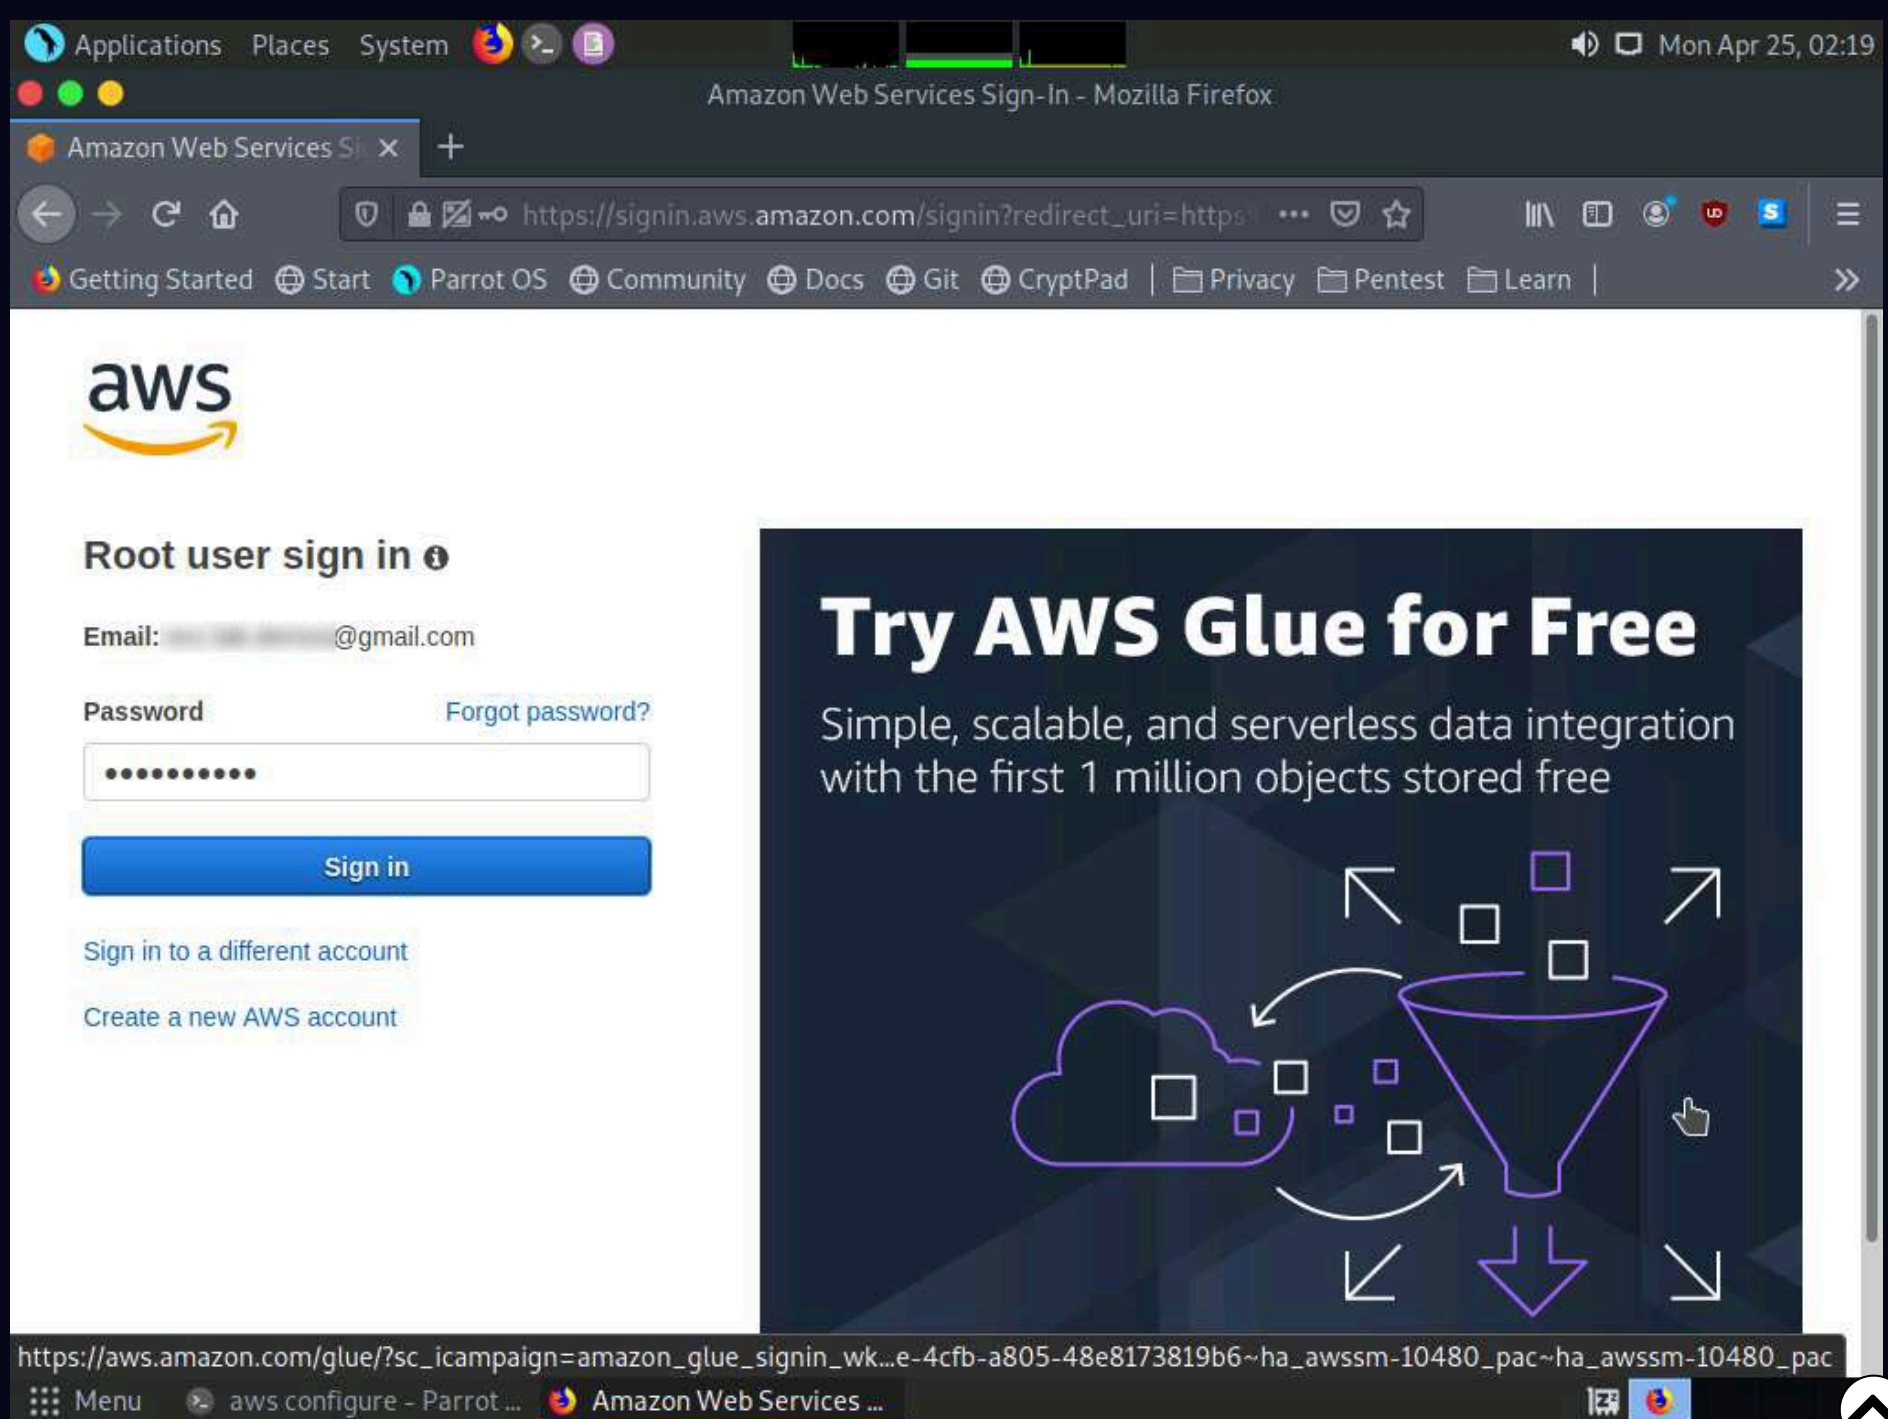 Applications Places System Mon Apr 25, 02:19
Amazon Web Services Sign-In - Mozilla Firefox
Amazon Web Services Si
https://signin.aws.amazon.com/signin?redirect_uri=https
Getting Started Start Parrot OS Community Docs Git CryptPad Privacy Pentest Learn
aws
Root user sign in
Email: @gmail.com
Password Forgot password?
Sign in
Sign in to a different account
Create a new AWS account
Try AWS Glue for Free
Simple, scalable, and serverless data integration
with the first 1 million objects stored free
https://aws.amazon.com/glue/?sc_icampaign=amazon_glue_signin_wk…e-4cfb-a805-48e8173819b6~ha_awssm-10480_pac~ha_awssm-10480_pac
Menu aws configure - Parrot ... Amazon Web Services ...